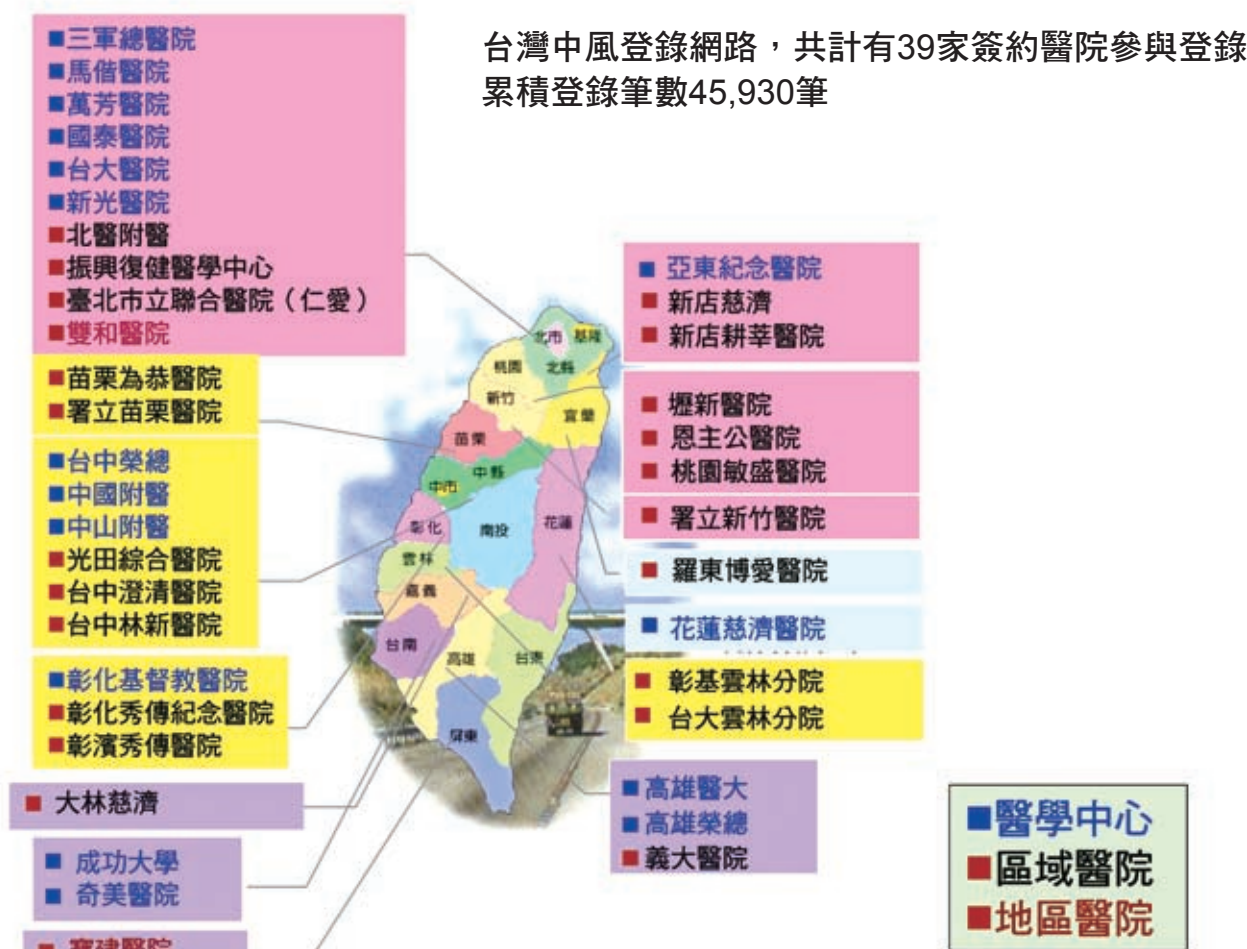 台灣中風登錄網路，共計有39家簽約醫院參與登錄
累積登錄筆數45,930筆
■三軍總醫院
■馬偕醫院
■萬芳醫院
■國泰醫院
■台大醫院
■新光醫院
■北醫附醫
■振興復健醫學中心
■臺北市立聯合醫院（仁愛）
■雙和醫院
■苗栗為恭醫院
■署立苗栗醫院
■台中榮總
■中國附醫
■中山附醫
■光田綜合醫院
■台中澄清醫院
■台中林新醫院
■彰化基督教醫院
■彰化秀傳紀念醫院
■彰濱秀傳醫院
■ 大林慈濟
■ 成功大學
■ 奇美醫院
■ 寶建醫院
北市
基隆
桃園
北縣
新竹
宜蘭
苗栗
中縣
中市
彰化
南投
花蓮
雲林
嘉義
台南
高雄
台東
屏東
■ 亞東紀念醫院
■ 新店慈濟
■ 新店耕莘醫院
■ 壢新醫院
■ 恩主公醫院
■ 桃園敏盛醫院
■ 署立新竹醫院
■ 羅東博愛醫院
■ 花蓮慈濟醫院
■ 彰基雲林分院
■ 台大雲林分院
■ 高雄醫大
■ 高雄榮總
■ 義大醫院
■醫學中心
■區域醫院
■地區醫院